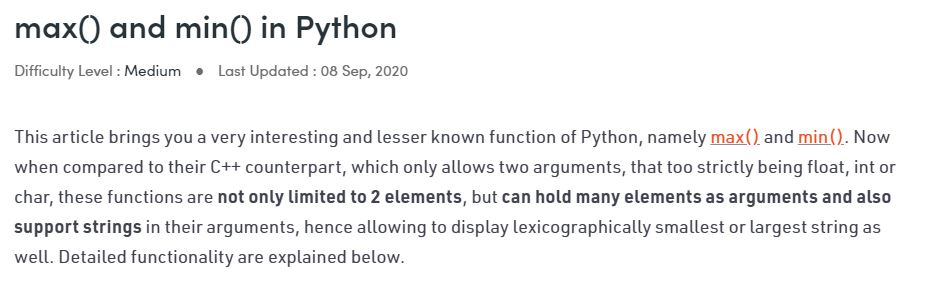 max() and min() in Python
Difficulty Level : Medium ● Last Updated : 08 Sep, 2020
This article brings you a very interesting and lesser known function of Python, namely max() and min(). Now
when compared to their C++ counterpart, which only allows two arguments, that too strictly being float, int or
char, these functions are not only limited to 2 elements, but can hold many elements as arguments and also
support strings in their arguments, hence allowing to display lexicographically smallest or largest string as
well. Detailed functionality are explained below.